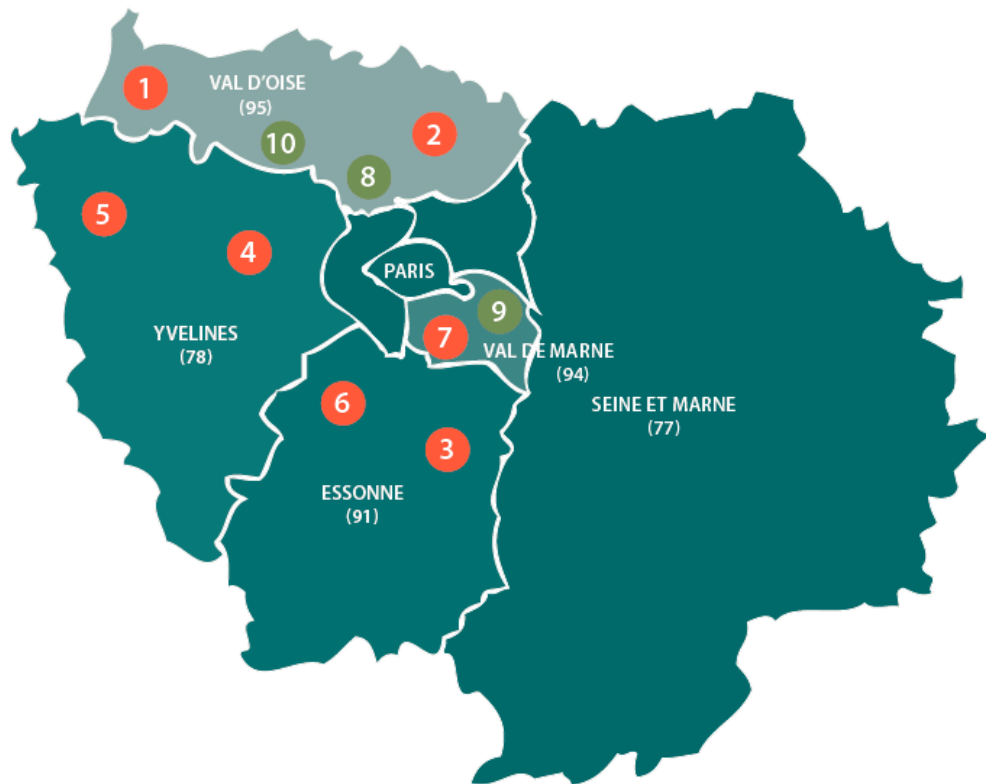 1
VAL D'OISE
(95)
2
10
8
5
4
PARIS
9
7
YVELINES
(78)
VAL DE MARNE
(94)
6
SEINE ET MARNE
(77)
3
ESSONNE
(91)